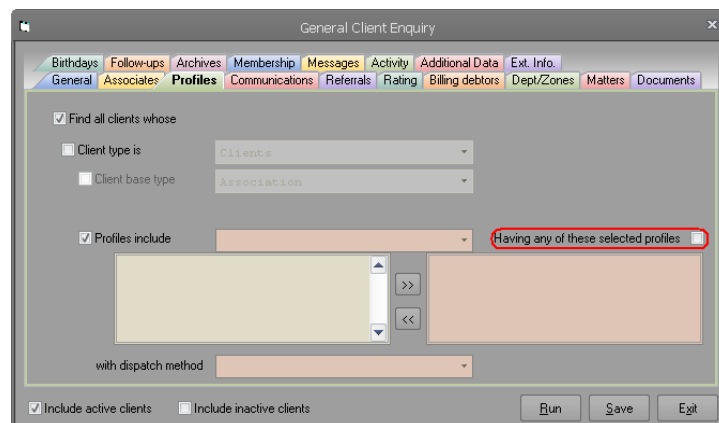 General Client Enquiry
Birthdays Follow-ups Archives Membership Messages Activity Additional Data Ext. Info.
General Associates Profiles Communications Referrals Rating Billing debtors Dept/Zones Matters Documents
Find all clients whose
Client type is Clients
Client base type Association
Profiles include Having any of these selected profiles
>>
<<
with dispatch method
Include active clients Include inactive clients Run Save Exit